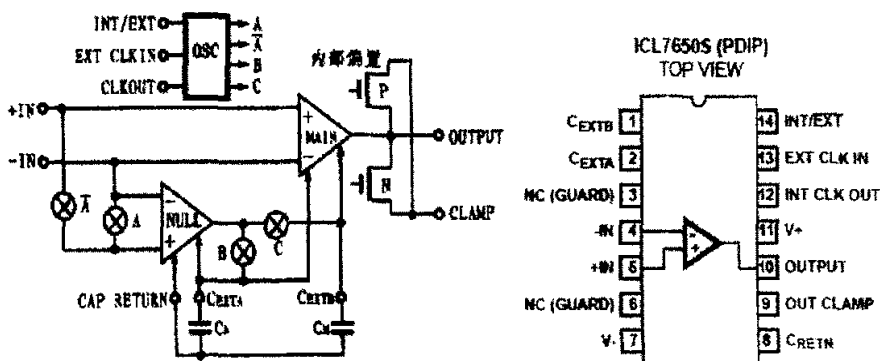 INT/EXT
EXT CLKIN
CLKOUT
OSC
A
A̅
B
C
内部偏置
P
+IN
-IN
+
MAIN
-
OUTPUT
N
CLAMP
A̅
A
-
NULL
+
B
C
CAP RETURN
CEXTA
CEXTB
CA
ICL7650S (PDIP)
TOP VIEW
CEXTB 1
14 INT/EXT
CEXTA 2
13 EXT CLK IN
NC (GUARD) 3
12 INT CLK OUT
-IN 4
11 V+
+IN 5
10 OUTPUT
NC (GUARD) 6
9 OUT CLAMP
V- 7
8 CRETN
-
+